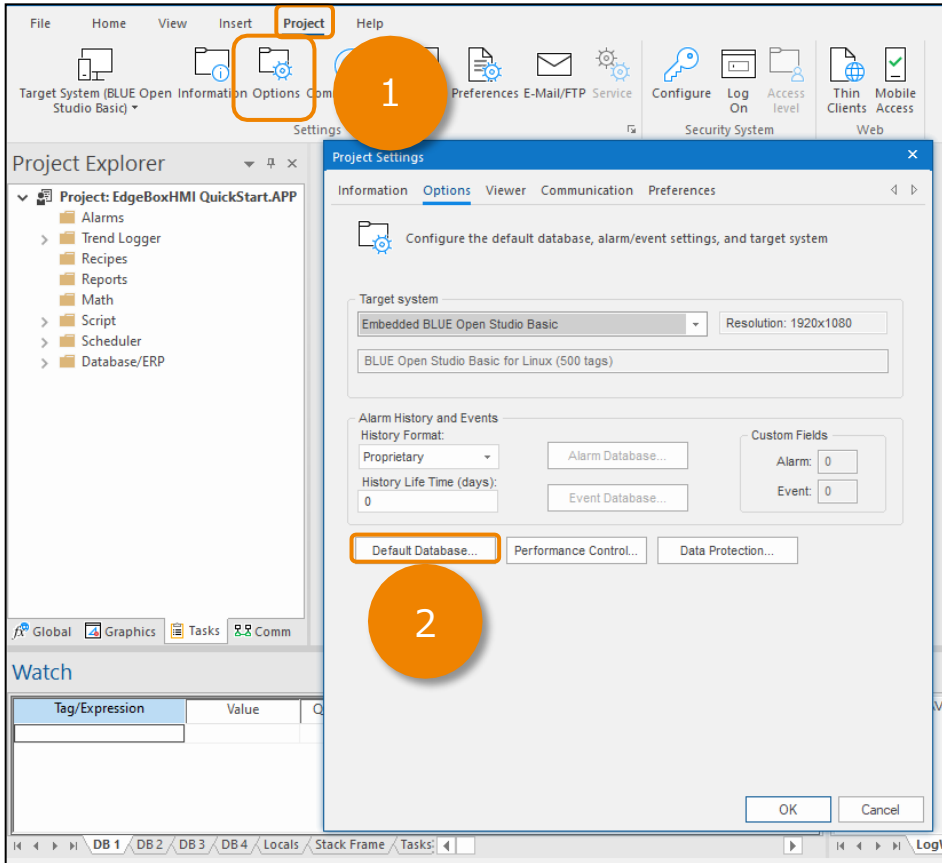 File Home View Insert Project Help
Target System (BLUE Open Studio Basic) Information Options Com Preferences E-Mail/FTP Service Configure Log On Access level Thin Clients Mobile Access
Settings Security System Web
1
Project Explorer
Project: EdgeBoxHMI QuickStart.APP
Alarms
Trend Logger
Recipes
Reports
Math
Script
Scheduler
Database/ERP
Global Graphics Tasks Comm
Project Settings
Information Options Viewer Communication Preferences
Configure the default database, alarm/event settings, and target system
Target system
Embedded BLUE Open Studio Basic Resolution: 1920x1080
BLUE Open Studio Basic for Linux (500 tags)
Alarm History and Events
History Format:
Proprietary
History Life Time (days):
0
Alarm Database...
Event Database...
Custom Fields
Alarm: 0
Event: 0
Default Database... Performance Control... Data Protection...
2
OK Cancel
Watch
Tag/Expression Value
DB 1 DB 2 DB 3 DB 4 Locals Stack Frame Tasks